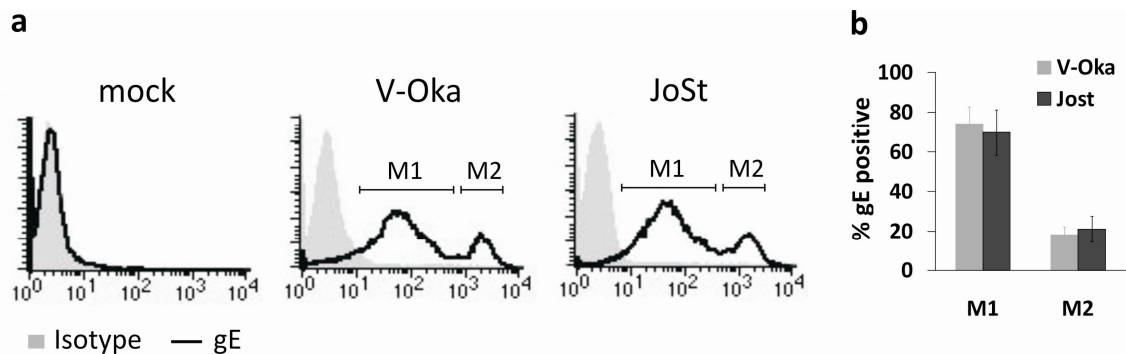 a
mock
V-Oka
JoSt
M1
M2
M1
M2
10^0 10^1 10^2 10^3 10^4
10^0 10^1 10^2 10^3 10^4
10^0 10^1 10^2 10^3 10^4
Isotype gE
b
V-Oka
Jost
% gE positive
100
80
60
40
20
0
M1 M2